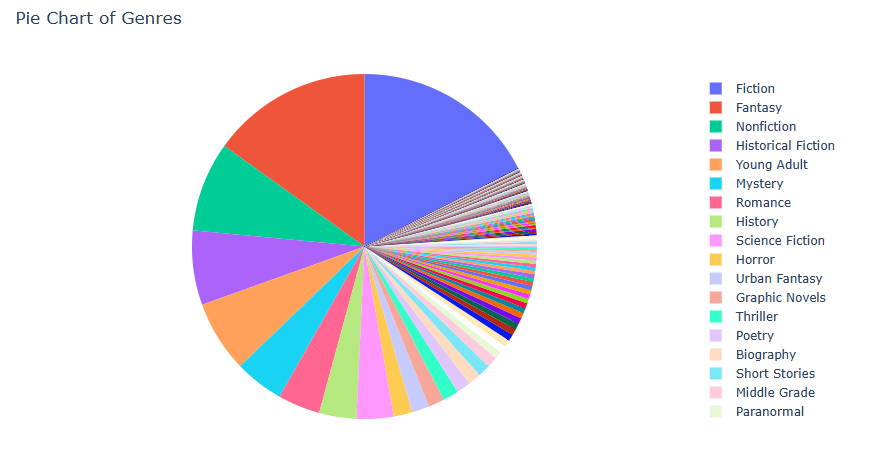 Pie Chart of Genres
Fiction
Fantasy
Nonfiction
Historical Fiction
Young Adult
Mystery
Romance
History
Science Fiction
Horror
Urban Fantasy
Graphic Novels
Thriller
Poetry
Biography
Short Stories
Middle Grade
Paranormal